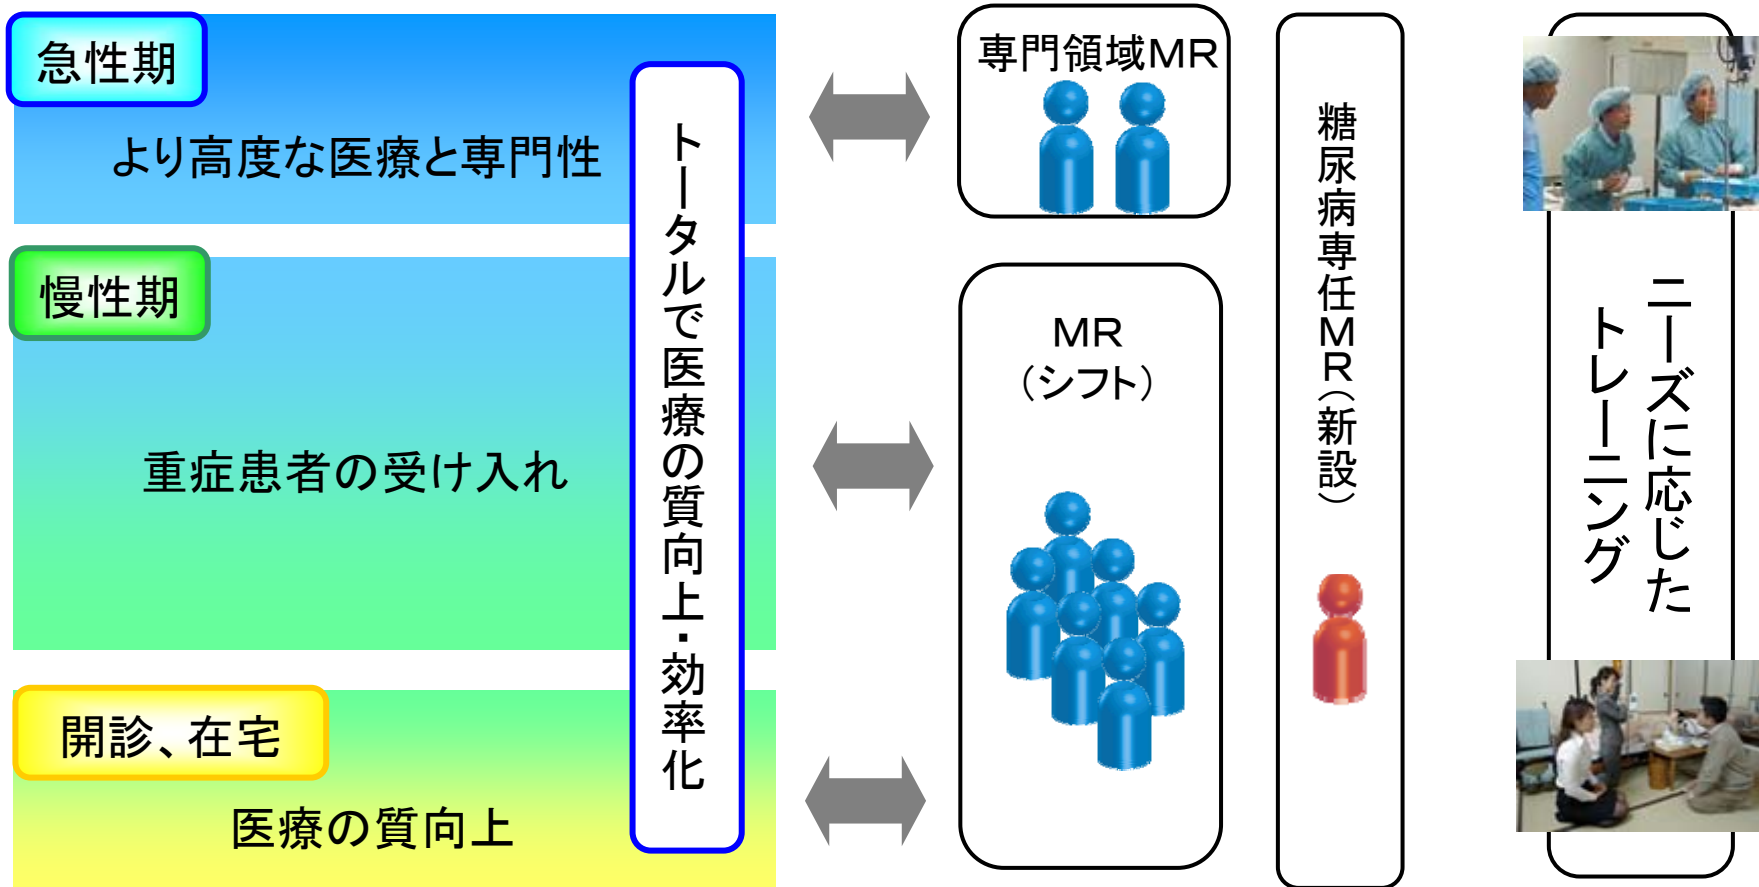 急性期
より高度な医療と専門性
慢性期
重症患者の受け入れ
開診、在宅
医療の質向上
トータルで医療の質向上・効率化
専門領域ＭＲ
ＭＲ
（シフト）
糖尿病専任ＭＲ（新設）
ニーズに応じた
トレーニング